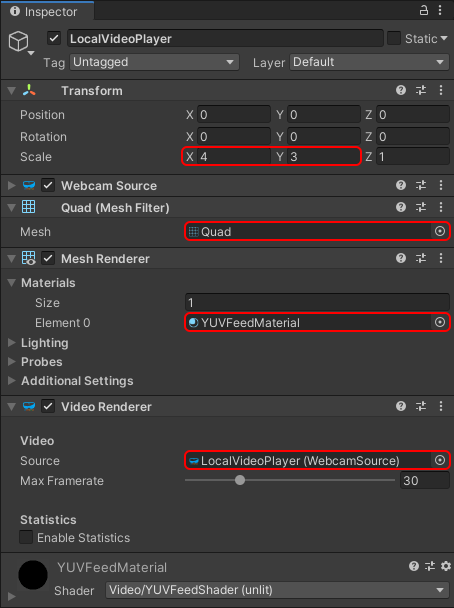 Inspector
LocalVideoPlayer Static
Tag Untagged Layer Default
Transform
Position X 0 Y 0 Z 0
Rotation X 0 Y 0 Z 0
Scale X 4 Y 3 Z 1
Webcam Source
Quad (Mesh Filter)
Mesh Quad
Mesh Renderer
Materials
Size 1
Element 0 YUVFeedMaterial
Lighting
Probes
Additional Settings
Video Renderer
Video
Source LocalVideoPlayer (WebcamSource)
Max Framerate 30
Statistics
Enable Statistics
YUVFeedMaterial
Shader Video/YUVFeedShader (unlit)